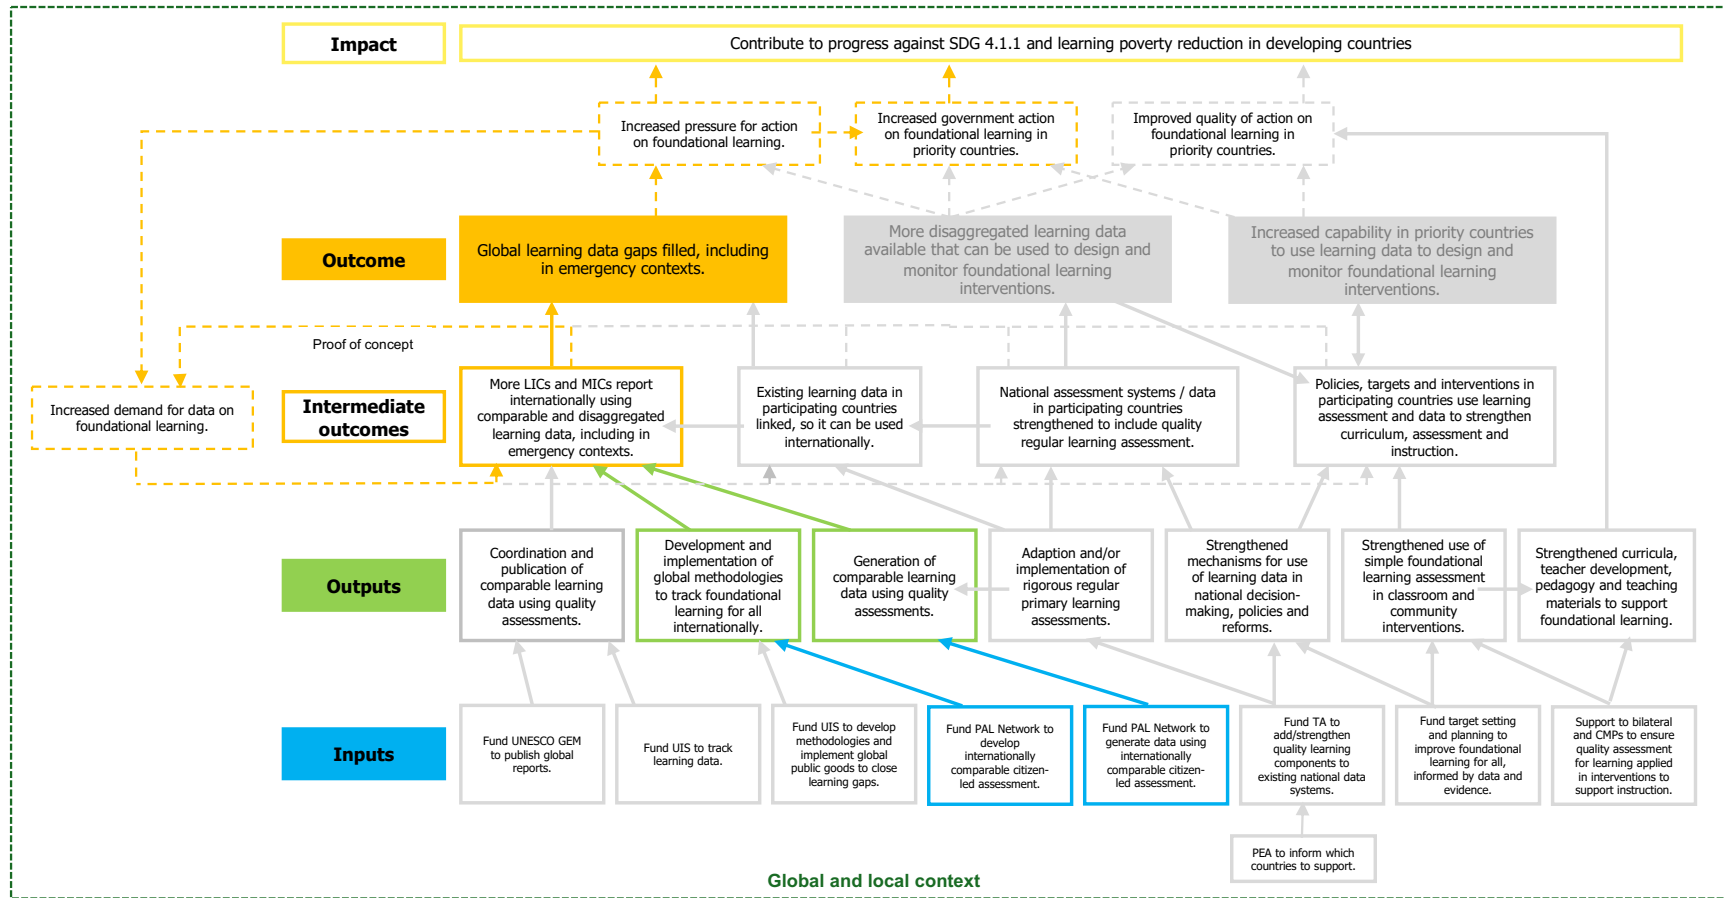 Impact
Contribute to progress against SDG 4.1.1 and learning poverty reduction in developing countries
Increased pressure for action
on foundational learning.
Increased government action
on foundational learning in
priority countries.
Improved quality of action on
foundational learning in
priority countries.
Outcome
Global learning data gaps filled, including
in emergency contexts.
More disaggregated learning data
available that can be used to design and
monitor foundational learning
interventions.
Increased capability in priority countries
to use learning data to design and
monitor foundational learning
interventions.
Proof of concept
Increased demand for data on
foundational learning.
Intermediate
outcomes
More LICs and MICs report
internationally using
comparable and disaggregated
learning data, including in
emergency contexts.
Existing learning data in
participating countries
linked, so it can be used
internationally.
National assessment systems / data
in participating countries
strengthened to include quality
regular learning assessment.
Policies, targets and interventions in
participating countries use learning
assessment and data to strengthen
curriculum, assessment and
instruction.
Outputs
Coordination and
publication of
comparable learning
data using quality
assessments.
Development and
implementation of
global methodologies
to track foundational
learning for all
internationally.
Generation of
comparable learning
data using quality
assessments.
Adaption and/or
implementation of
rigorous regular
primary learning
assessments.
Strengthened
mechanisms for use
of learning data in
national decision-
making, policies and
reforms.
Strengthened use of
simple foundational
learning assessment
in classroom and
community
interventions.
Strengthened curricula,
teacher development,
pedagogy and teaching
materials to support
foundational learning.
Inputs
Fund UNESCO GEM
to publish global
reports.
Fund UIS to track
learning data.
Fund UIS to develop
methodologies and
implement global
public goods to close
learning gaps.
Fund PAL Network to
develop
internationally
comparable citizen-
led assessment.
Fund PAL Network to
generate data using
internationally
comparable citizen-
led assessment.
Fund TA to
add/strengthen
quality learning
components to
existing national data
systems.
Fund target setting
and planning to
improve foundational
learning for all,
informed by data and
evidence.
Support to bilateral
and CMPs to ensure
quality assessment
for learning applied
in interventions to
support instruction.
PEA to inform which
countries to support.
Global and local context